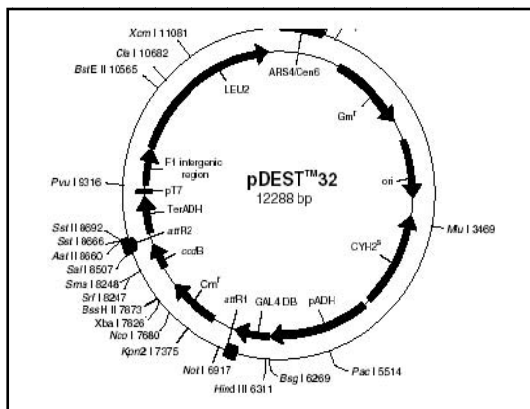 Xcm I 11081
Cla I 10682
BstE II 10565
LEU2
ARS4/Cen6
Gmʳ
F1 intergenic
region
pDEST™32
12288 bp
ori
Pvu I 9316
pT7
TerADH
Sst II 8692
Sst I 8666
Aat II 8660
Sal I 8507
Sma I 8248
Srf I 8247
BssH II 7873
Xba I 7826
Nco I 7680
Kpn2 I 7375
attR2
ccdB
Cmʳ
attR1
GAL4 DB
pADH
CYH2ˢ
Mlu I 3469
Not I 6917
Hind III 6311
Bsg I 6269
Pac I 5514